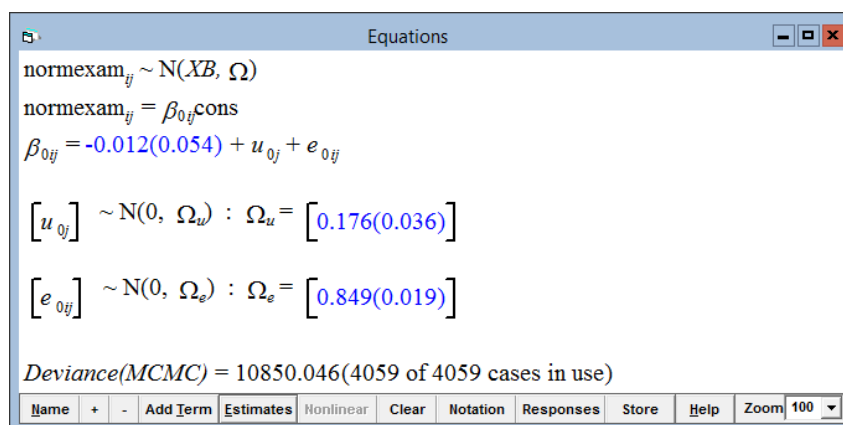 Equations
normexam_ij ~ N(XB, Ω)
normexam_ij = β_0ij cons
β_0ij = -0.012(0.054) + u_0j + e_0ij
[u_0j] ~ N(0, Ω_u) : Ω_u = [0.176(0.036)]
[e_0ij] ~ N(0, Ω_e) : Ω_e = [0.849(0.019)]
Deviance(MCMC) = 10850.046(4059 of 4059 cases in use)
Name + - Add Term Estimates Nonlinear Clear Notation Responses Store Help Zoom 100